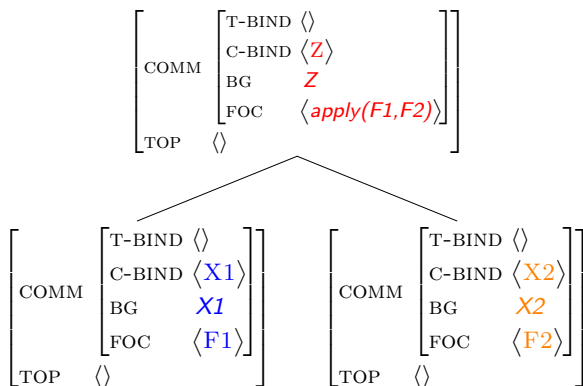 T-BIND ⟨⟩
C-BIND ⟨Z⟩
COMM
BG Z
FOC ⟨apply(F1,F2)⟩
TOP ⟨⟩
T-BIND ⟨⟩
C-BIND ⟨X1⟩
COMM
BG X1
FOC ⟨F1⟩
TOP ⟨⟩
T-BIND ⟨⟩
C-BIND ⟨X2⟩
COMM
BG X2
FOC ⟨F2⟩
TOP ⟨⟩